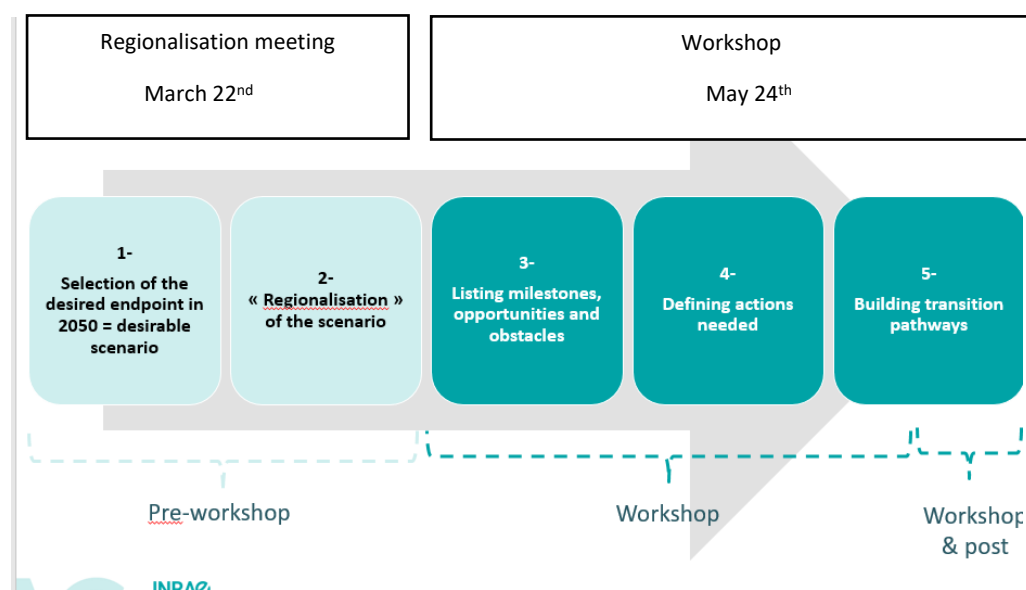 Regionalisation meeting
March 22nd
Workshop
May 24th
1-
Selection of the
desired endpoint in
2050 = desirable
scenario
2-
« Regionalisation »
of the scenario
3-
Listing milestones,
opportunities and
obstacles
4-
Defining actions
needed
5-
Building transition
pathways
Pre-workshop
Workshop
Workshop
& post
INRAe